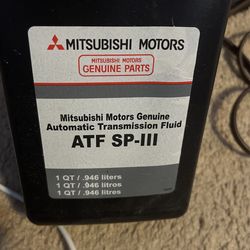 MITSUBISHI MOTORS
MITSUBISHI MOTORS
GENUINE PARTS
Mitsubishi Motors Genuine
Automatic Transmission Fluid
ATF SP-III
1 QT / .946 liters
1 QT / .946 litros
1 QT / .946 litres